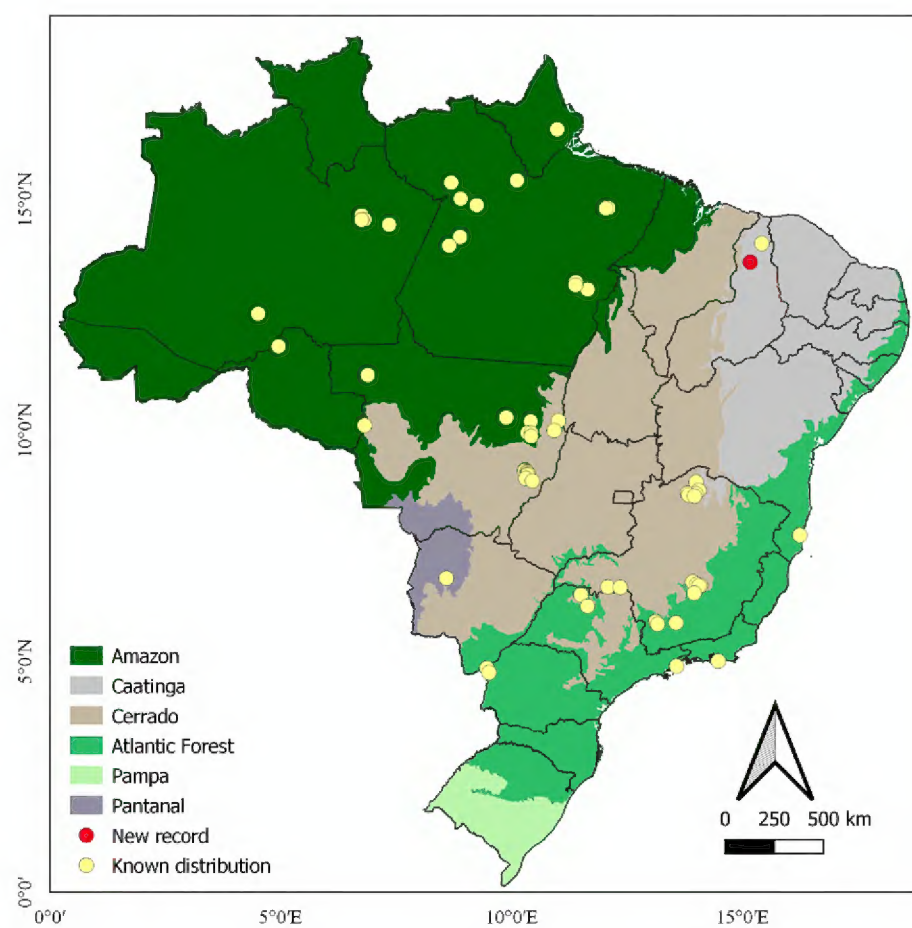 15°0′N
10°0′N
5°0′N
0°0′
Amazon
Caatinga
Cerrado
Atlantic Forest
Pampa
Pantanal
New record
Known distribution
0 250 500 km
0°0′ 5°0′E 10°0′E 15°0′E